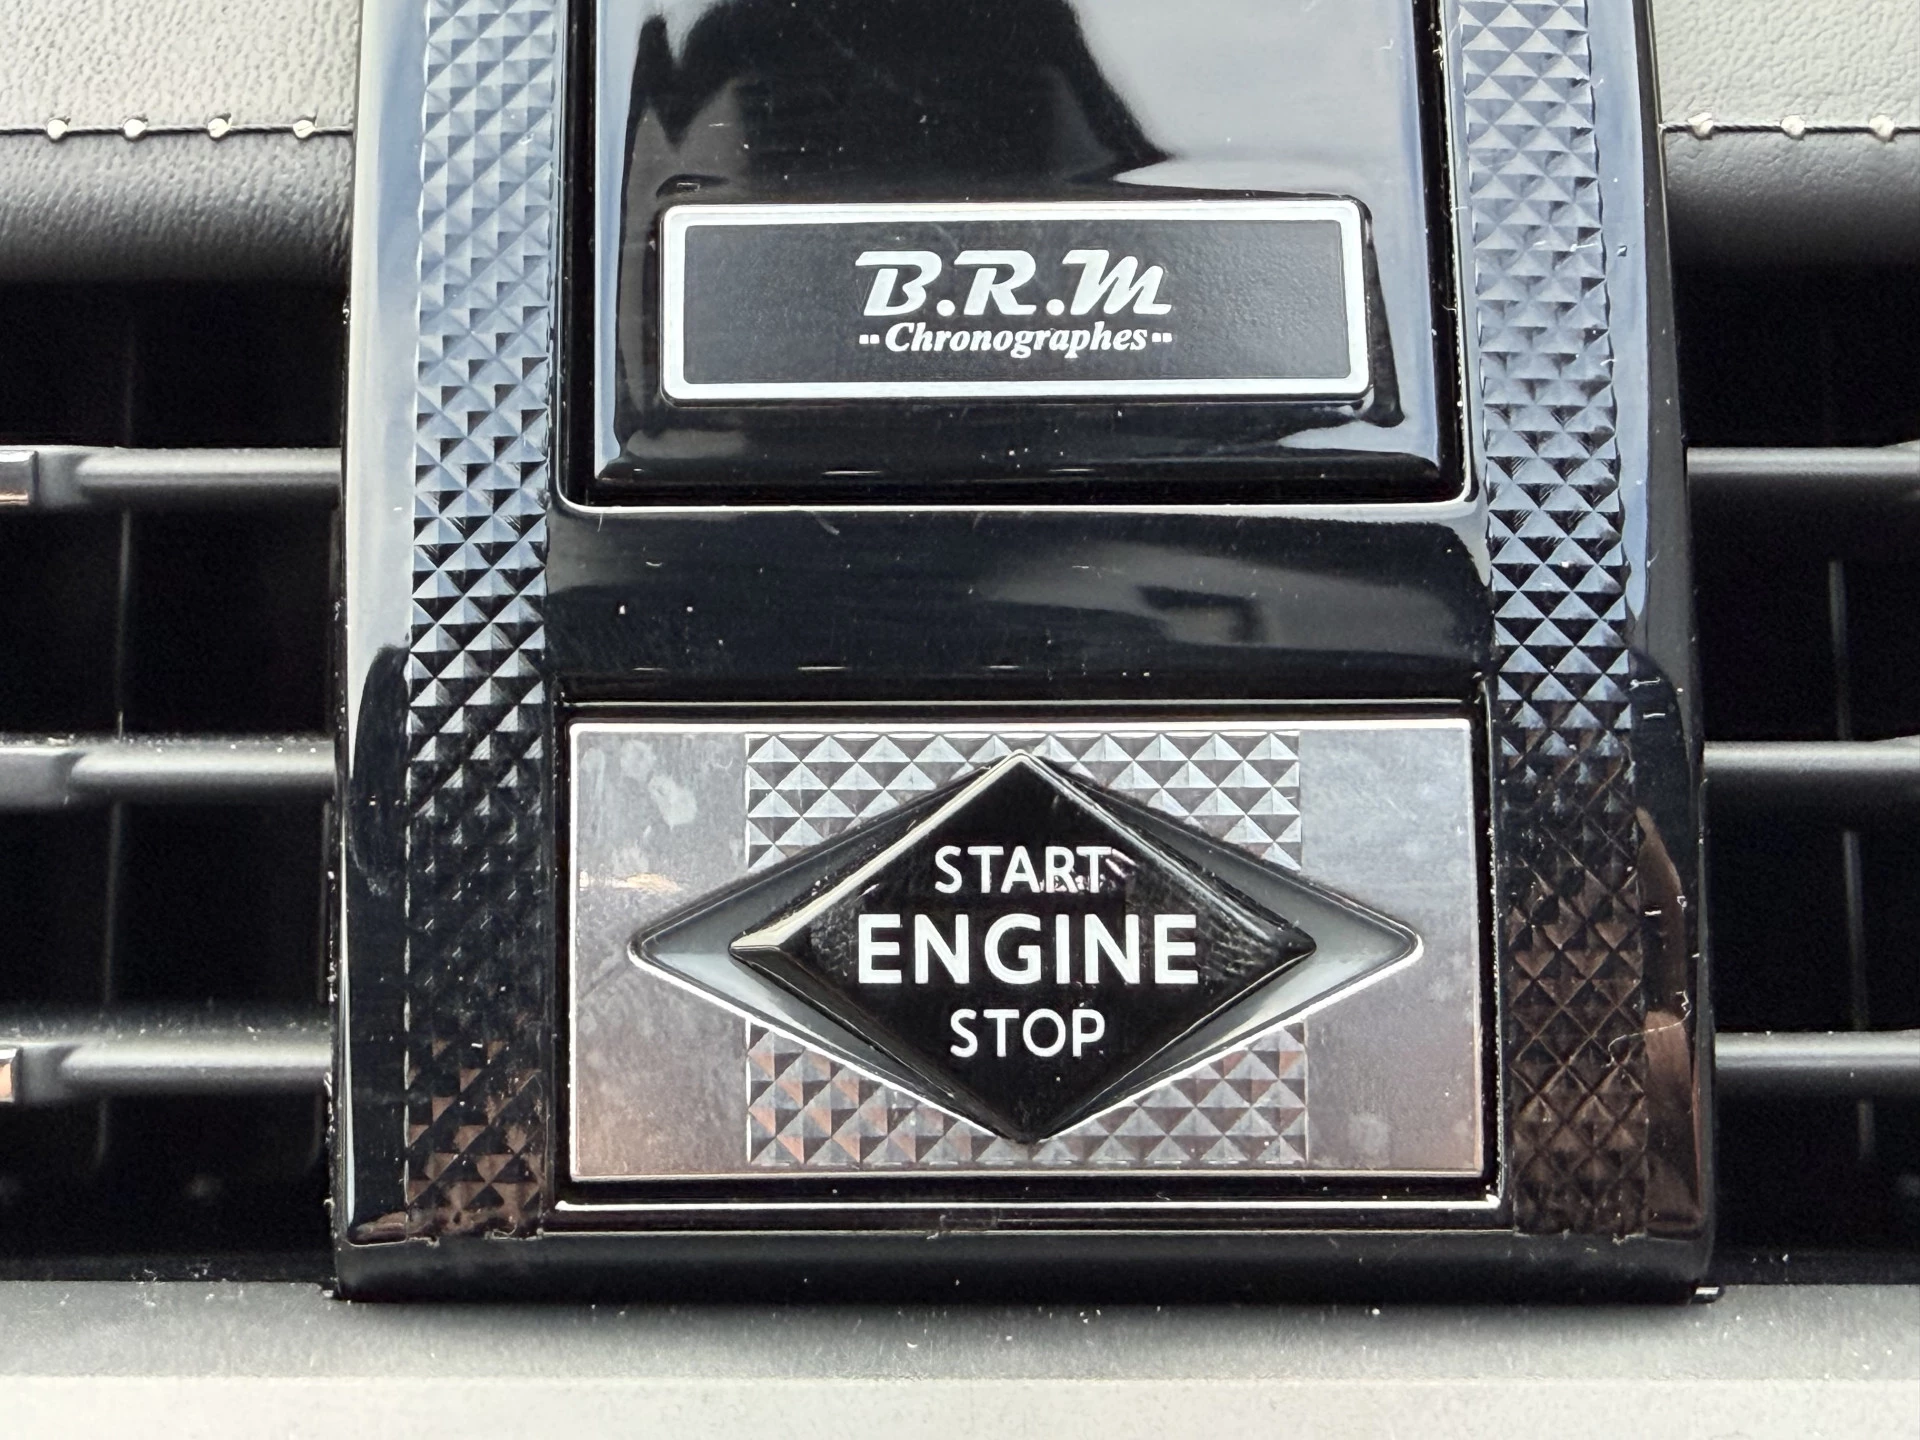 B.R.M
Chronographes
START
ENGINE
STOP